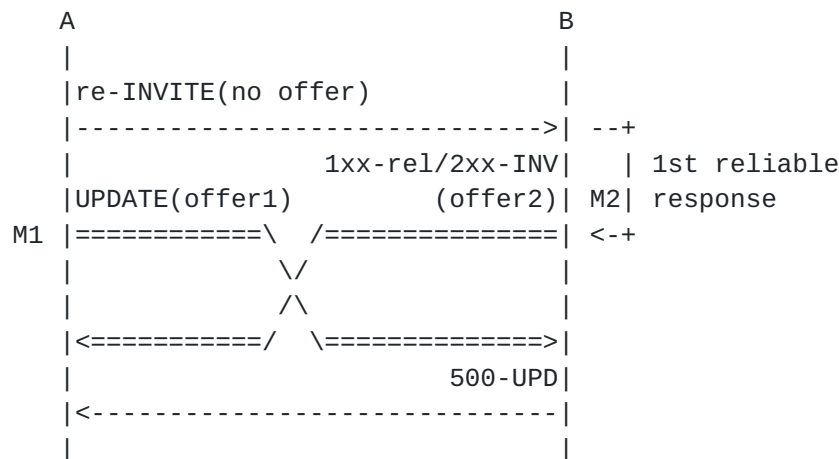 A                               B
|                               |
|re-INVITE(no offer)            |
|------------------------------>| --+
|                1xx-rel/2xx-INV|   | 1st reliable
|UPDATE(offer1)         (offer2)| M2| response
M1 |============\  /===============| <-+
|              \/               |
|              /\               |
|<===========/  \==============>|
|                        500-UPD|
|<------------------------------|
|                               |